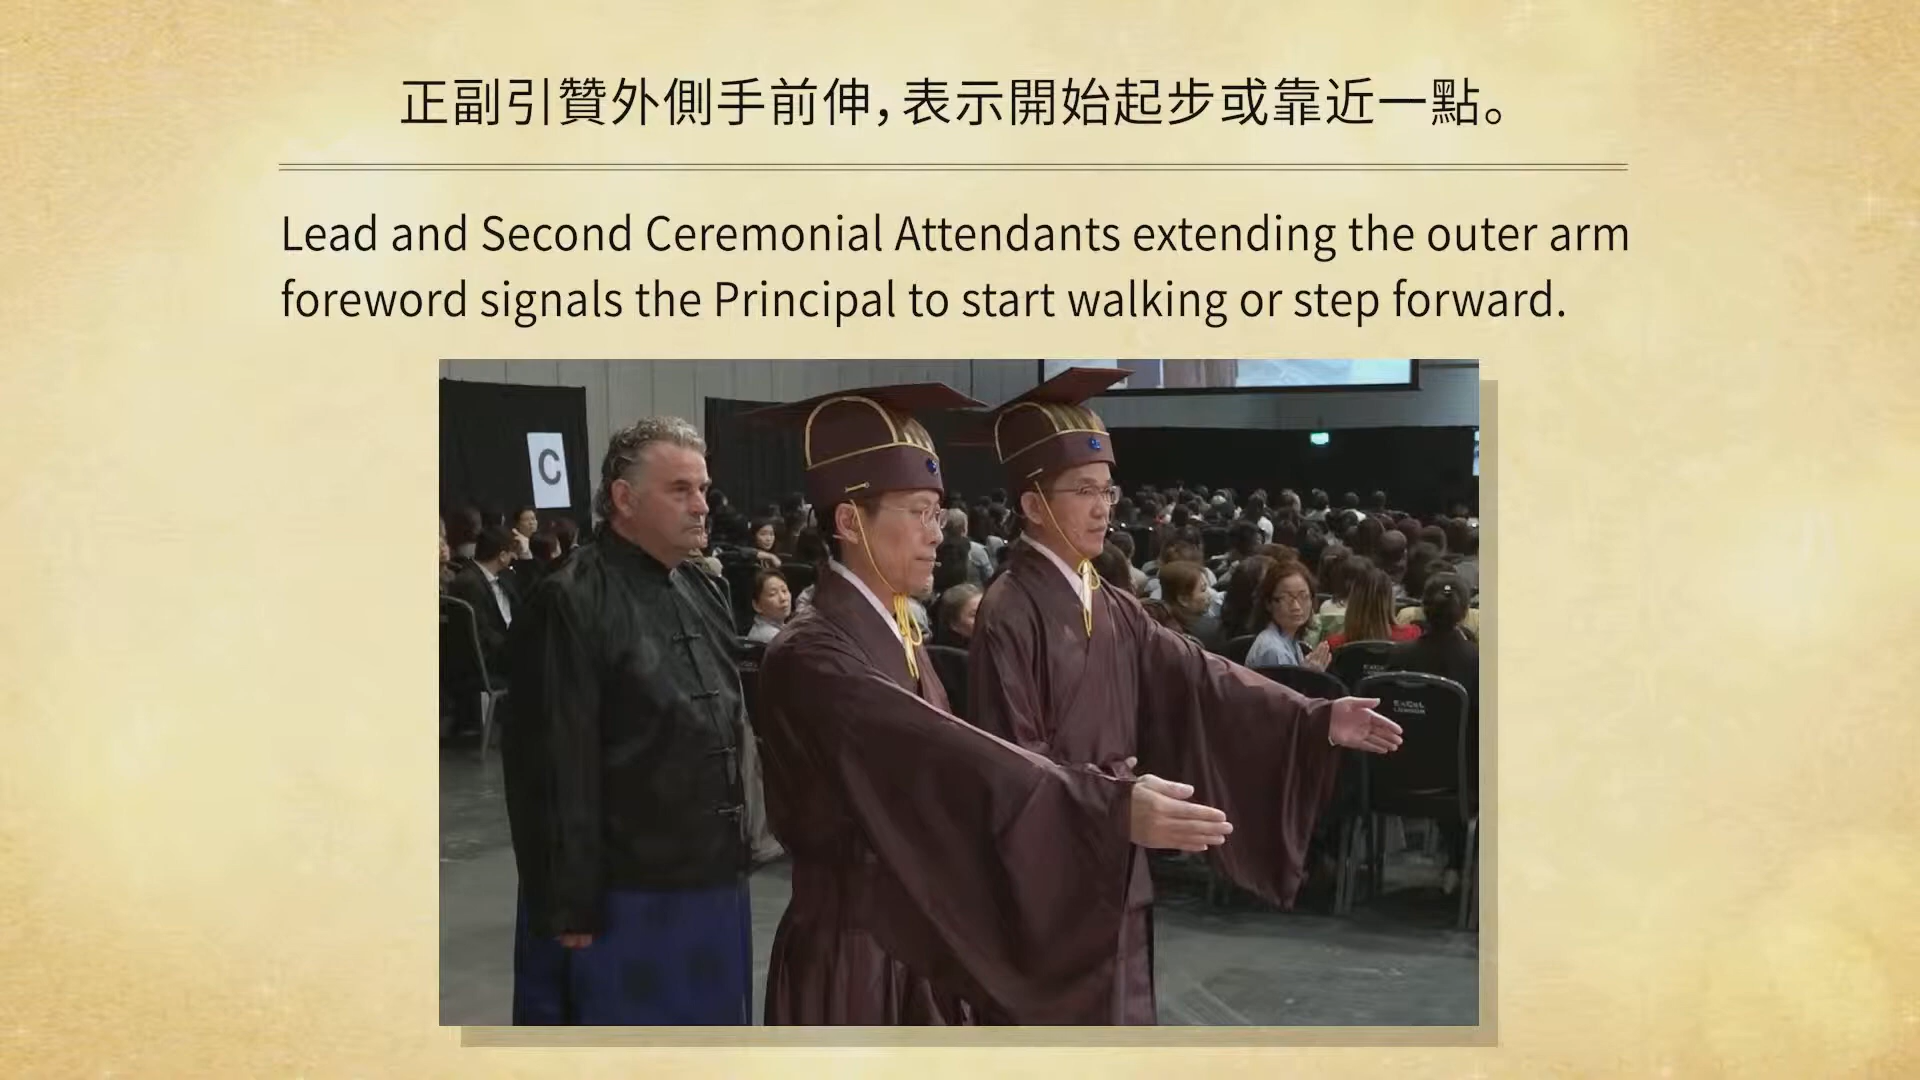 正副引贊外側手前伸，表示開始起步或靠近一點。
Lead and Second Ceremonial Attendants extending the outer arm
foreword signals the Principal to start walking or step forward.
C
ExCeL
LONDON